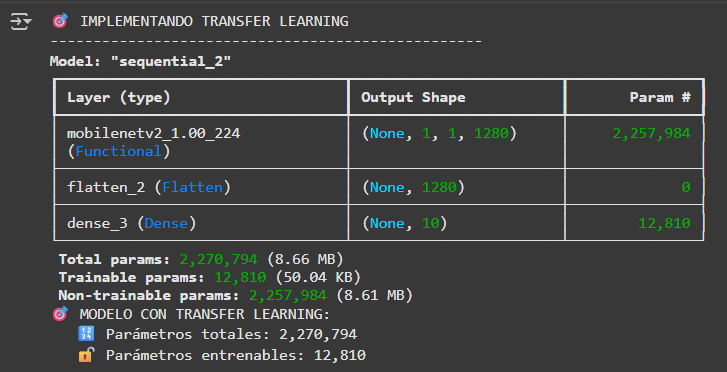 🎯 IMPLEMENTANDO TRANSFER LEARNING
--------------------------------------------------
Model: "sequential_2"
Layer (type) Output Shape Param #
mobilenetv2_1.00_224 (None, 1, 1, 1280) 2,257,984
(Functional)
flatten_2 (Flatten) (None, 1280) 0
dense_3 (Dense) (None, 10) 12,810
Total params: 2,270,794 (8.66 MB)
Trainable params: 12,810 (50.04 KB)
Non-trainable params: 2,257,984 (8.61 MB)
🎯 MODELO CON TRANSFER LEARNING:
🔢 Parámetros totales: 2,270,794
🔓 Parámetros entrenables: 12,810